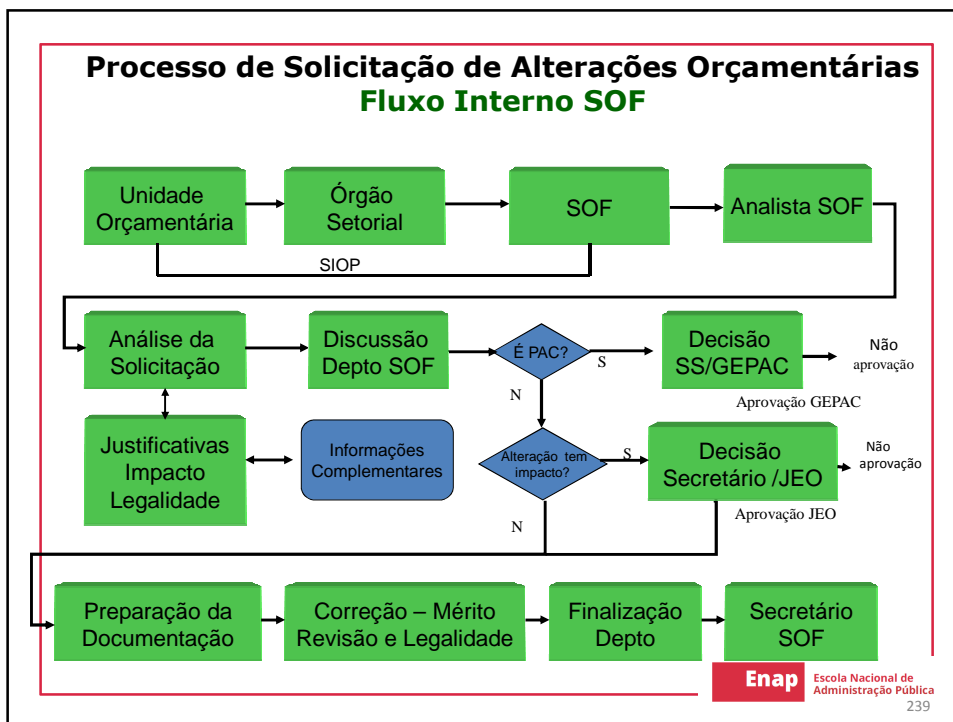 Processo de Solicitação de Alterações Orçamentárias
Fluxo Interno SOF
Unidade
Orçamentária
Órgão
Setorial
SOF
Analista SOF
SIOP
Análise da
Solicitação
Discussão
Depto SOF
É PAC?
S
N
Decisão
SS/GEPAC
Não
aprovação
Aprovação GEPAC
Justificativas
Impacto
Legalidade
Informações
Complementares
Alteração tem
impacto?
S
N
Decisão
Secretário /JEO
Não
aprovação
Aprovação JEO
Preparação da
Documentação
Correção – Mérito
Revisão e Legalidade
Finalização
Depto
Secretário
SOF
Enap
Escola Nacional de
Administração Pública
239